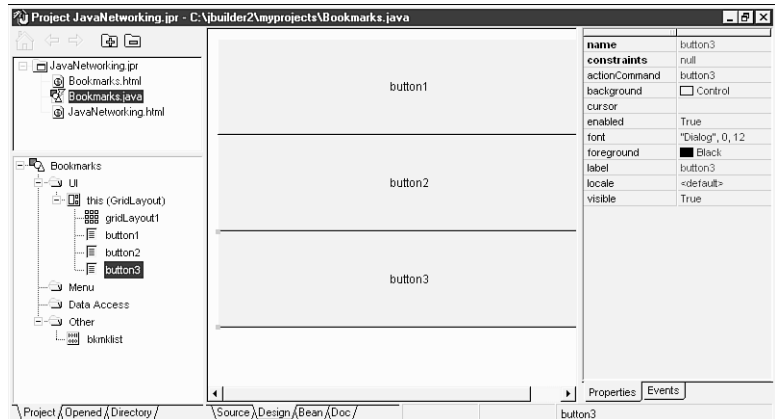 Project JavaNetworking.jpr - C:\jbuilder2\myprojects\Bookmarks.java
JavaNetworking.jpr
Bookmarks.html
Bookmarks.java
JavaNetworking.html
Bookmarks
UI
this (GridLayout)
gridLayout1
button1
button2
button3
Menu
Data Access
Other
bkmklist
Project Opened Directory
button1
button2
button3
Source Design Bean Doc
name button3
constraints null
actionCommand button3
background Control
cursor
enabled True
font "Dialog", 0, 12
foreground Black
label button3
locale <default>
visible True
Properties Events
button3